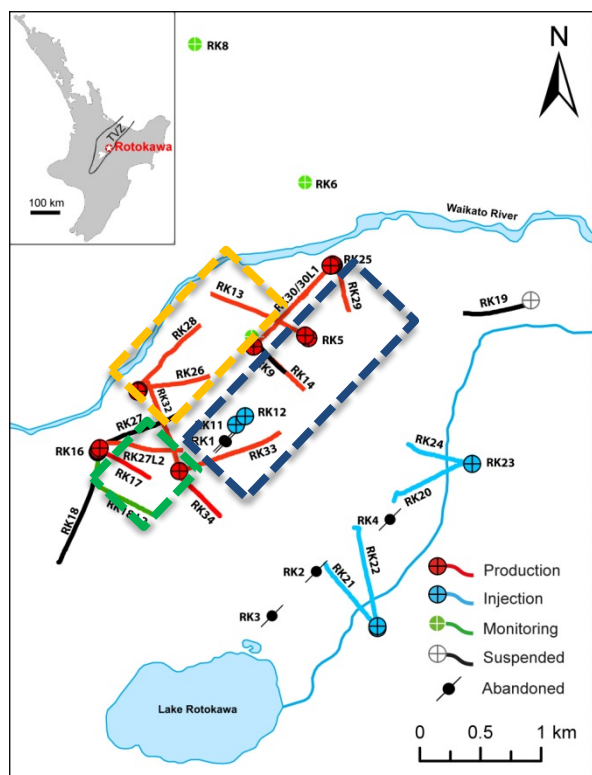 RK8
N
TVZ
Rotokawa
100 km
RK6
Waikato River
RK25
RK30/30L1
RK29
RK13
RK19
RK5
RK28
RK9
RK14
RK26
RK32
RK12
RK11
RK27
RK1
RK24
RK33
RK16
RK27L2
RK23
RK17
RK20
RK34
RK4
RK18
RK22
RK2
RK21
Production
Injection
RK3
Monitoring
Suspended
Abandoned
Lake Rotokawa
0 0.5 1 km